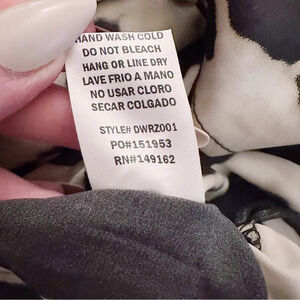 HAND WASH COLD
DO NOT BLEACH
HANG OR LINE DRY
LAVE FRIO A MANO
NO USAR CLORO
SECAR COLGADO
STYLE# DWRZ001
PO#151953
RN#149162